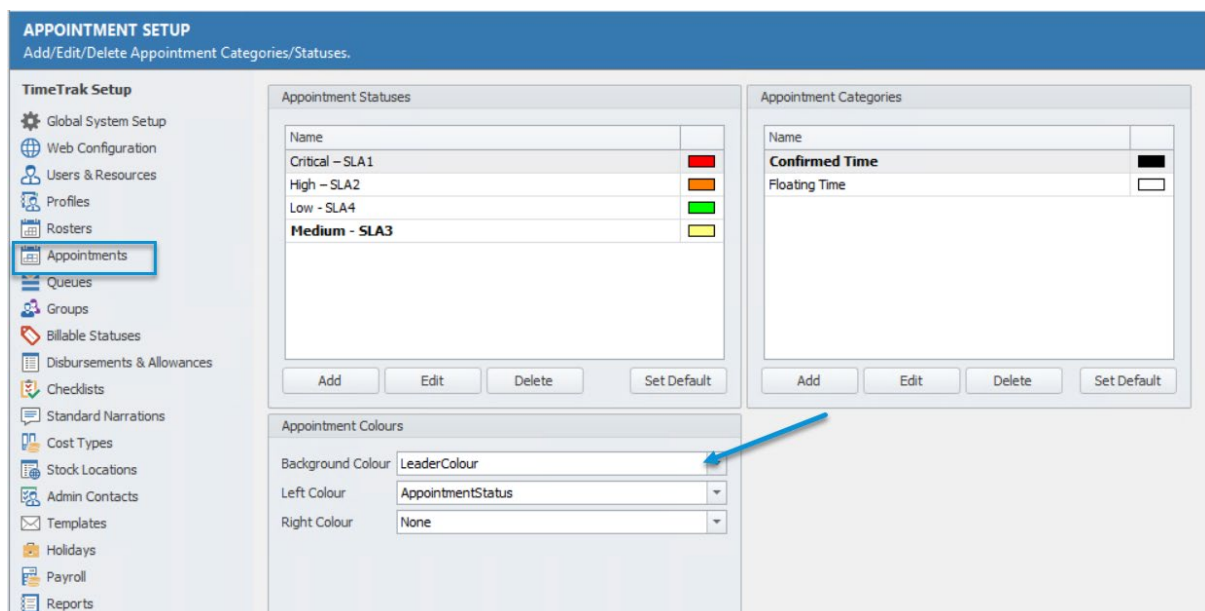 APPOINTMENT SETUP
Add/Edit/Delete Appointment Categories/Statuses.
TimeTrak Setup
Global System Setup
Web Configuration
Users & Resources
Profiles
Rosters
Appointments
Queues
Groups
Billable Statuses
Disbursements & Allowances
Checklists
Standard Narrations
Cost Types
Stock Locations
Admin Contacts
Templates
Holidays
Payroll
Reports
Appointment Statuses
Name
Critical – SLA1
High – SLA2
Low - SLA4
Medium - SLA3
Add Edit Delete Set Default
Appointment Categories
Name
Confirmed Time
Floating Time
Add Edit Delete Set Default
Appointment Colours
Background Colour LeaderColour
Left Colour AppointmentStatus
Right Colour None